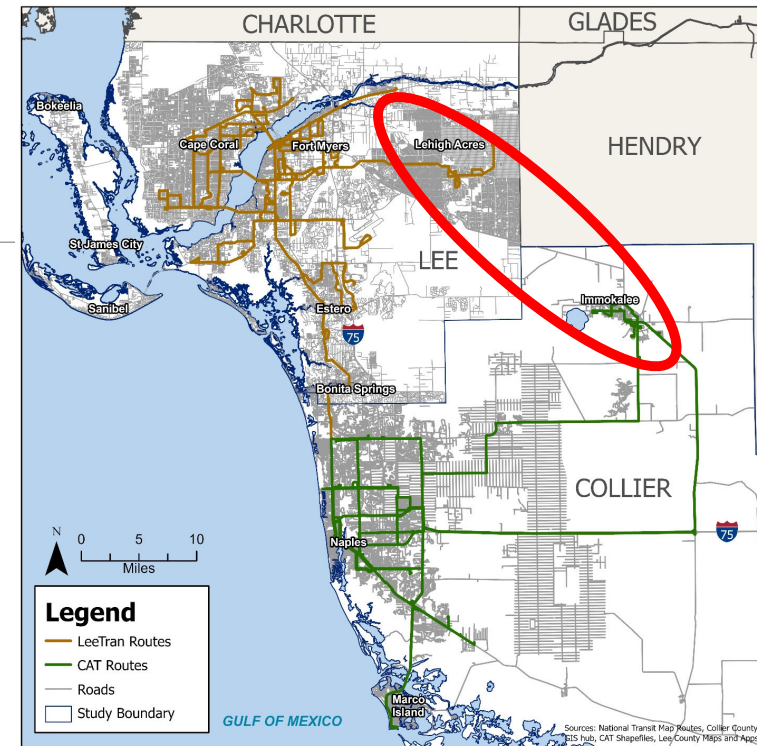 CHARLOTTE
GLADES
Bokeelia
Cape Coral
Fort Myers
Lehigh Acres
HENDRY
St James City
LEE
Sanibel
Immokalee
Estero
75
Bonita Springs
COLLIER
75
Naples
N
0 5 10
Miles
Legend
LeeTran Routes
CAT Routes
Roads
Study Boundary
Marco
Island
GULF OF MEXICO
Sources: National Transit Map Routes, Collier County
GIS hub, CAT Shapefiles, Lee County Maps and Apps